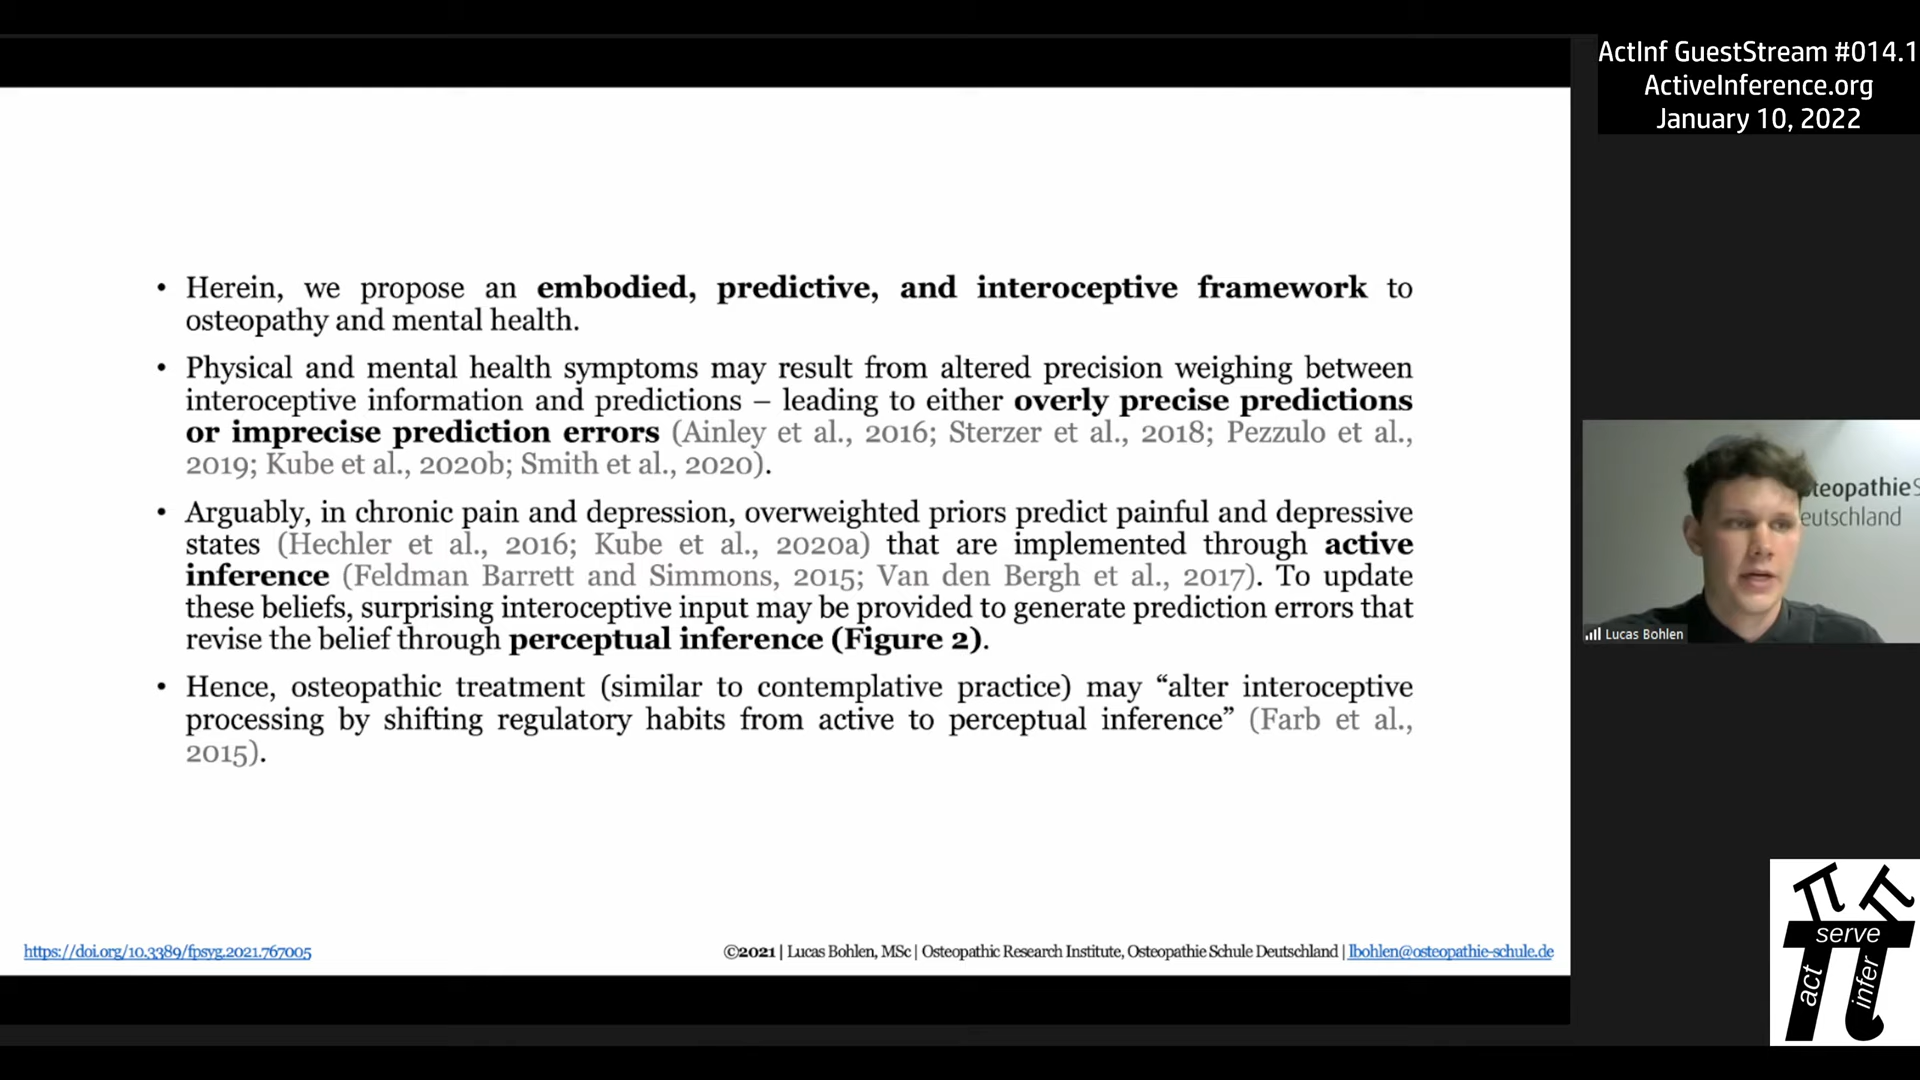 ActInf GuestStream #014.1
ActiveInference.org
January 10, 2022
• Herein, we propose an embodied, predictive, and interoceptive framework to
osteopathy and mental health.
• Physical and mental health symptoms may result from altered precision weighing between
interoceptive information and predictions – leading to either overly precise predictions
or imprecise prediction errors (Ainley et al., 2016; Sterzer et al., 2018; Pezzulo et al.,
2019; Kube et al., 2020b; Smith et al., 2020).
• Arguably, in chronic pain and depression, overweighted priors predict painful and depressive
states (Hechler et al., 2016; Kube et al., 2020a) that are implemented through active
inference (Feldman Barrett and Simmons, 2015; Van den Bergh et al., 2017). To update
these beliefs, surprising interoceptive input may be provided to generate prediction errors that
revise the belief through perceptual inference (Figure 2).
• Hence, osteopathic treatment (similar to contemplative practice) may “alter interoceptive
processing by shifting regulatory habits from active to perceptual inference” (Farb et al.,
2015).
https://doi.org/10.3389/fpsyg.2021.767005
©2021 | Lucas Bohlen, MSc | Osteopathic Research Institute, Osteopathie Schule Deutschland | lbohlen@osteopathie-schule.de
teopathieS
eutschland
Lucas Bohlen
serve
act
infer